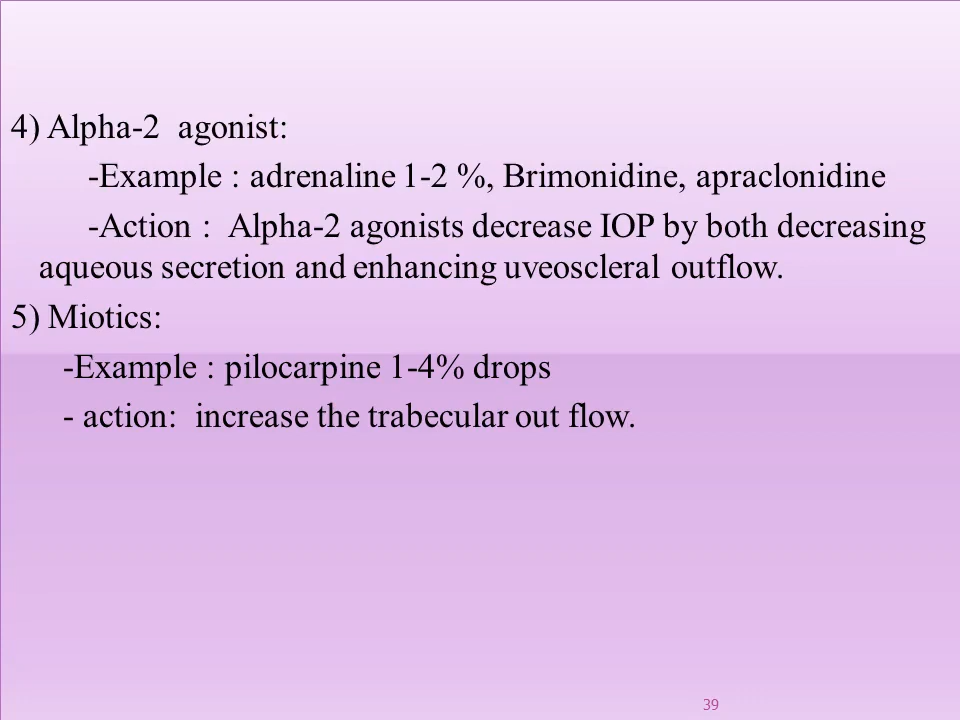 4) Alpha-2 agonist:
-Example : adrenaline 1-2 %, Brimonidine, apraclonidine
-Action : Alpha-2 agonists decrease IOP by both decreasing
aqueous secretion and enhancing uveoscleral outflow.
5) Miotics:
-Example : pilocarpine 1-4% drops
- action: increase the trabecular out flow.
39